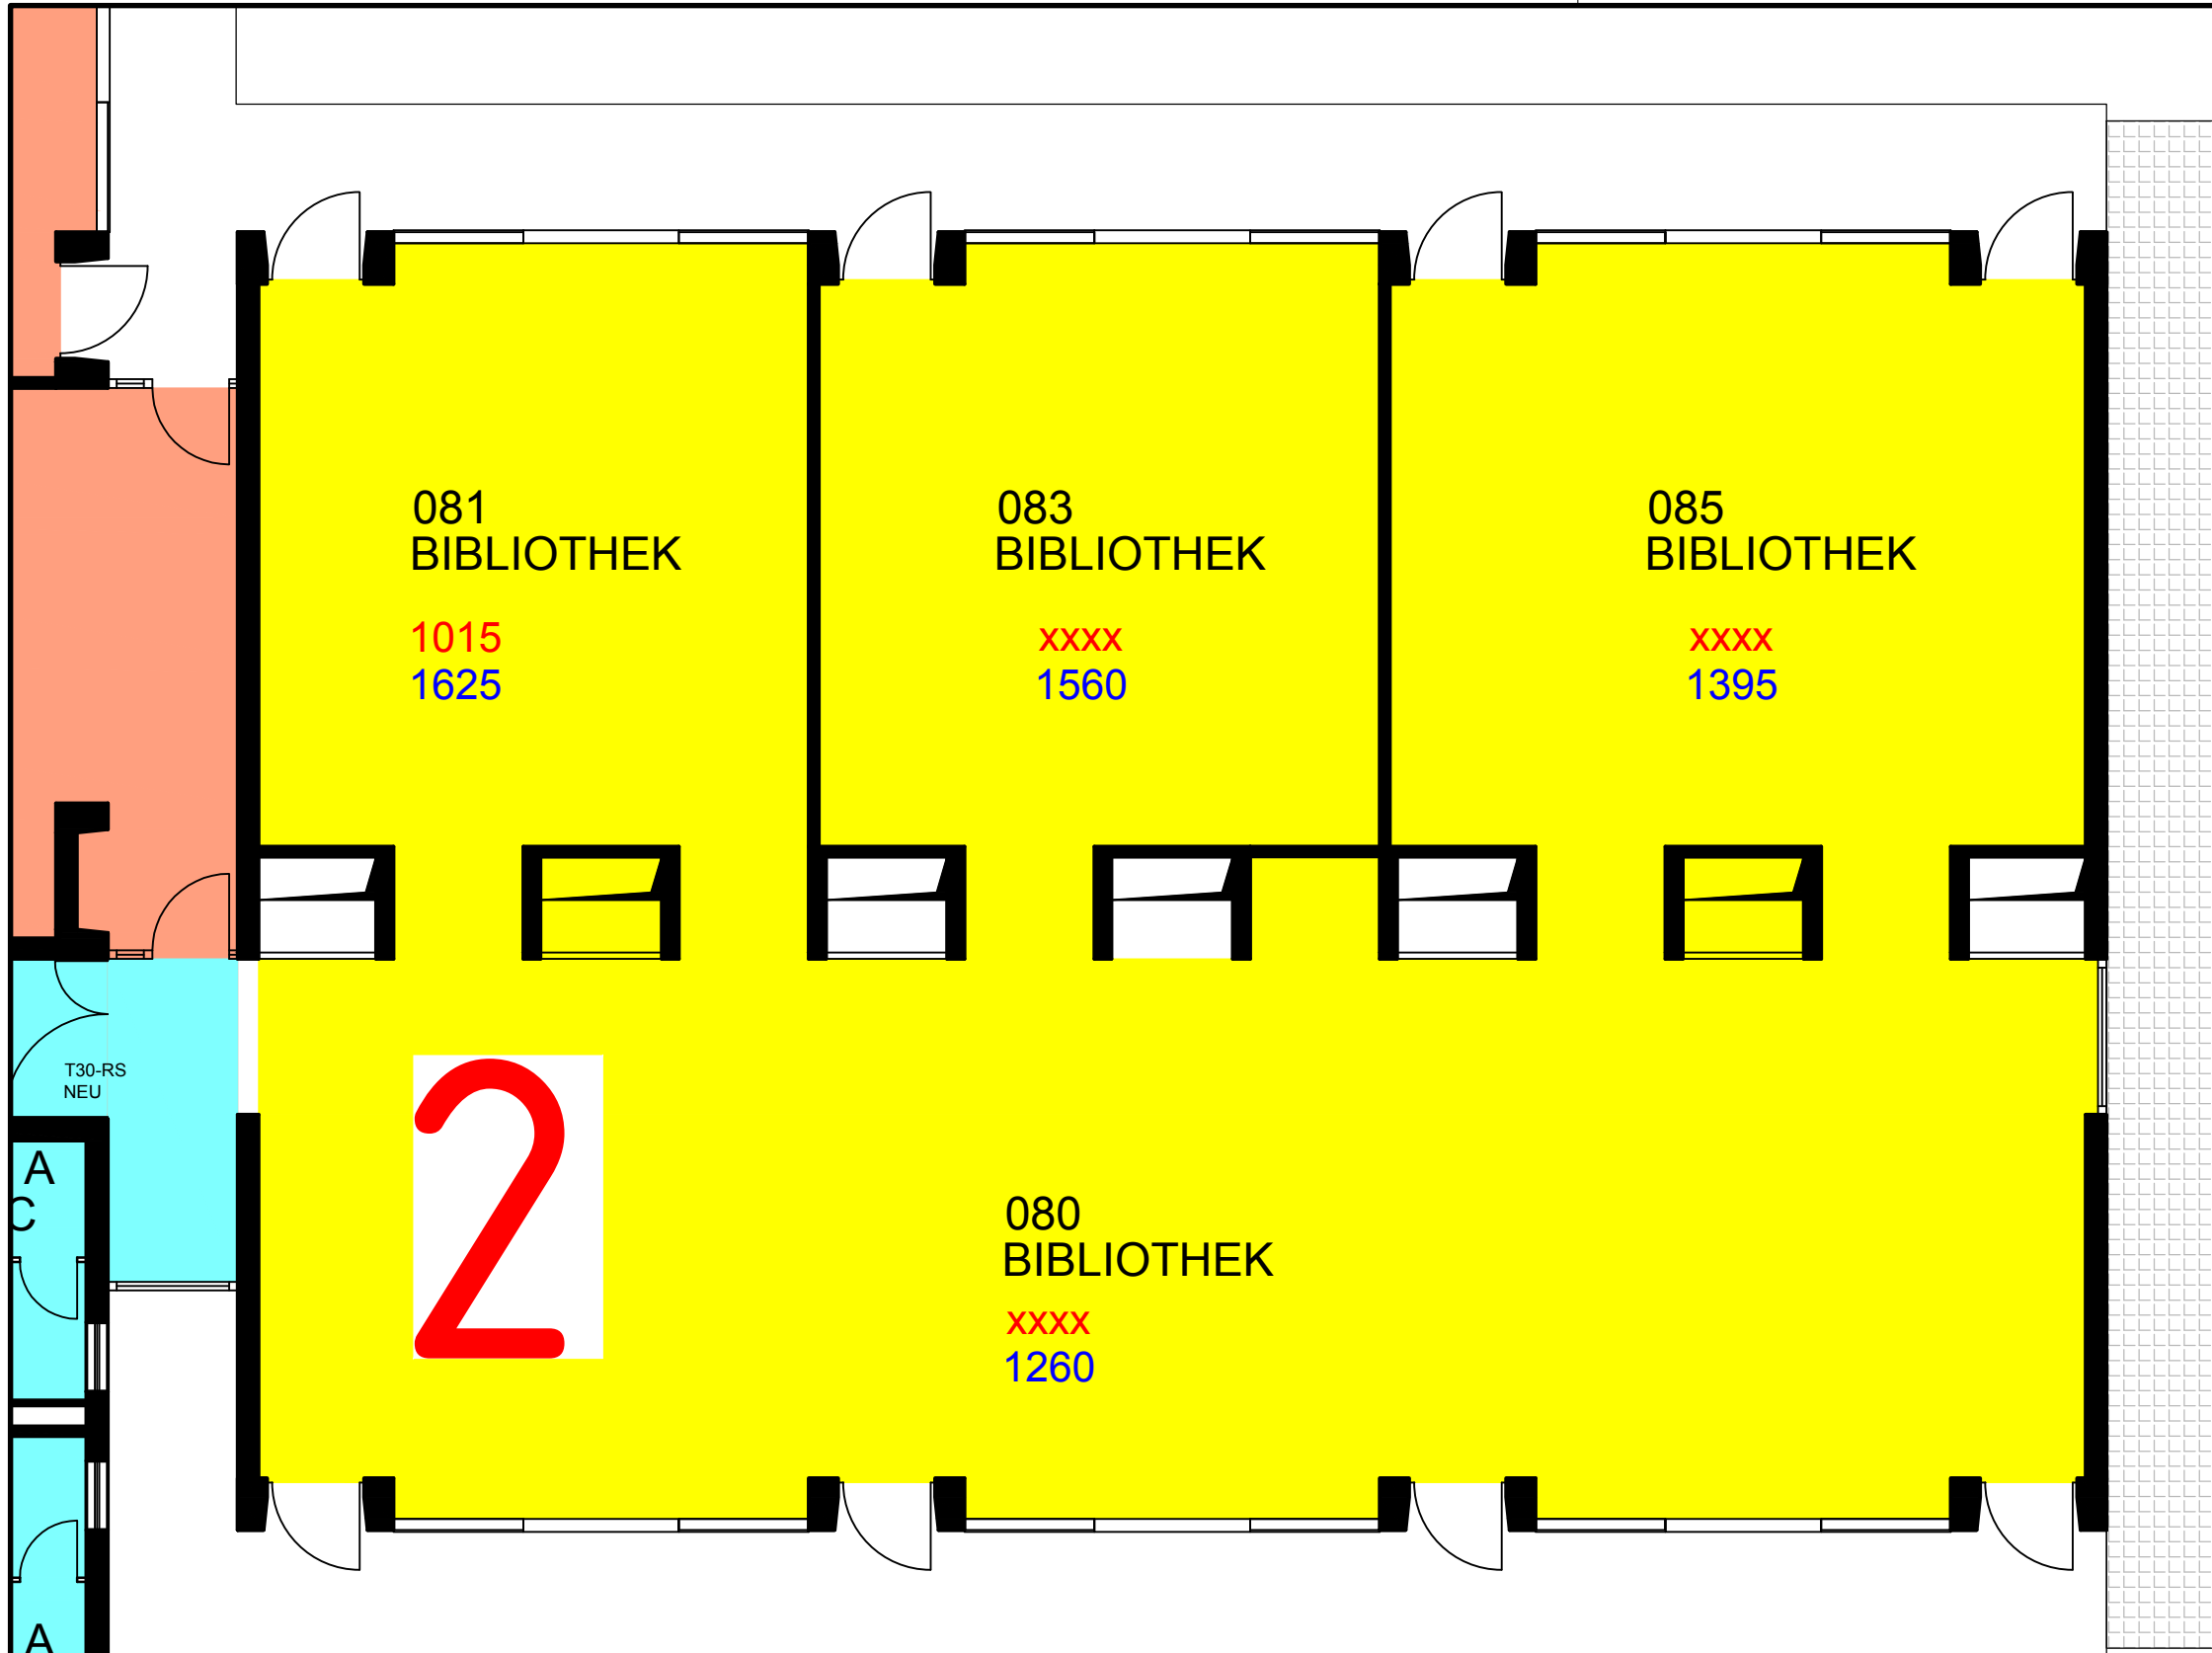 081
BIBLIOTHEK
1015
1625
083
BIBLIOTHEK
xxxx
1560
085
BIBLIOTHEK
xxxx
1395
T30-RS
NEU
2
A
C
080
BIBLIOTHEK
xxxx
1260
A